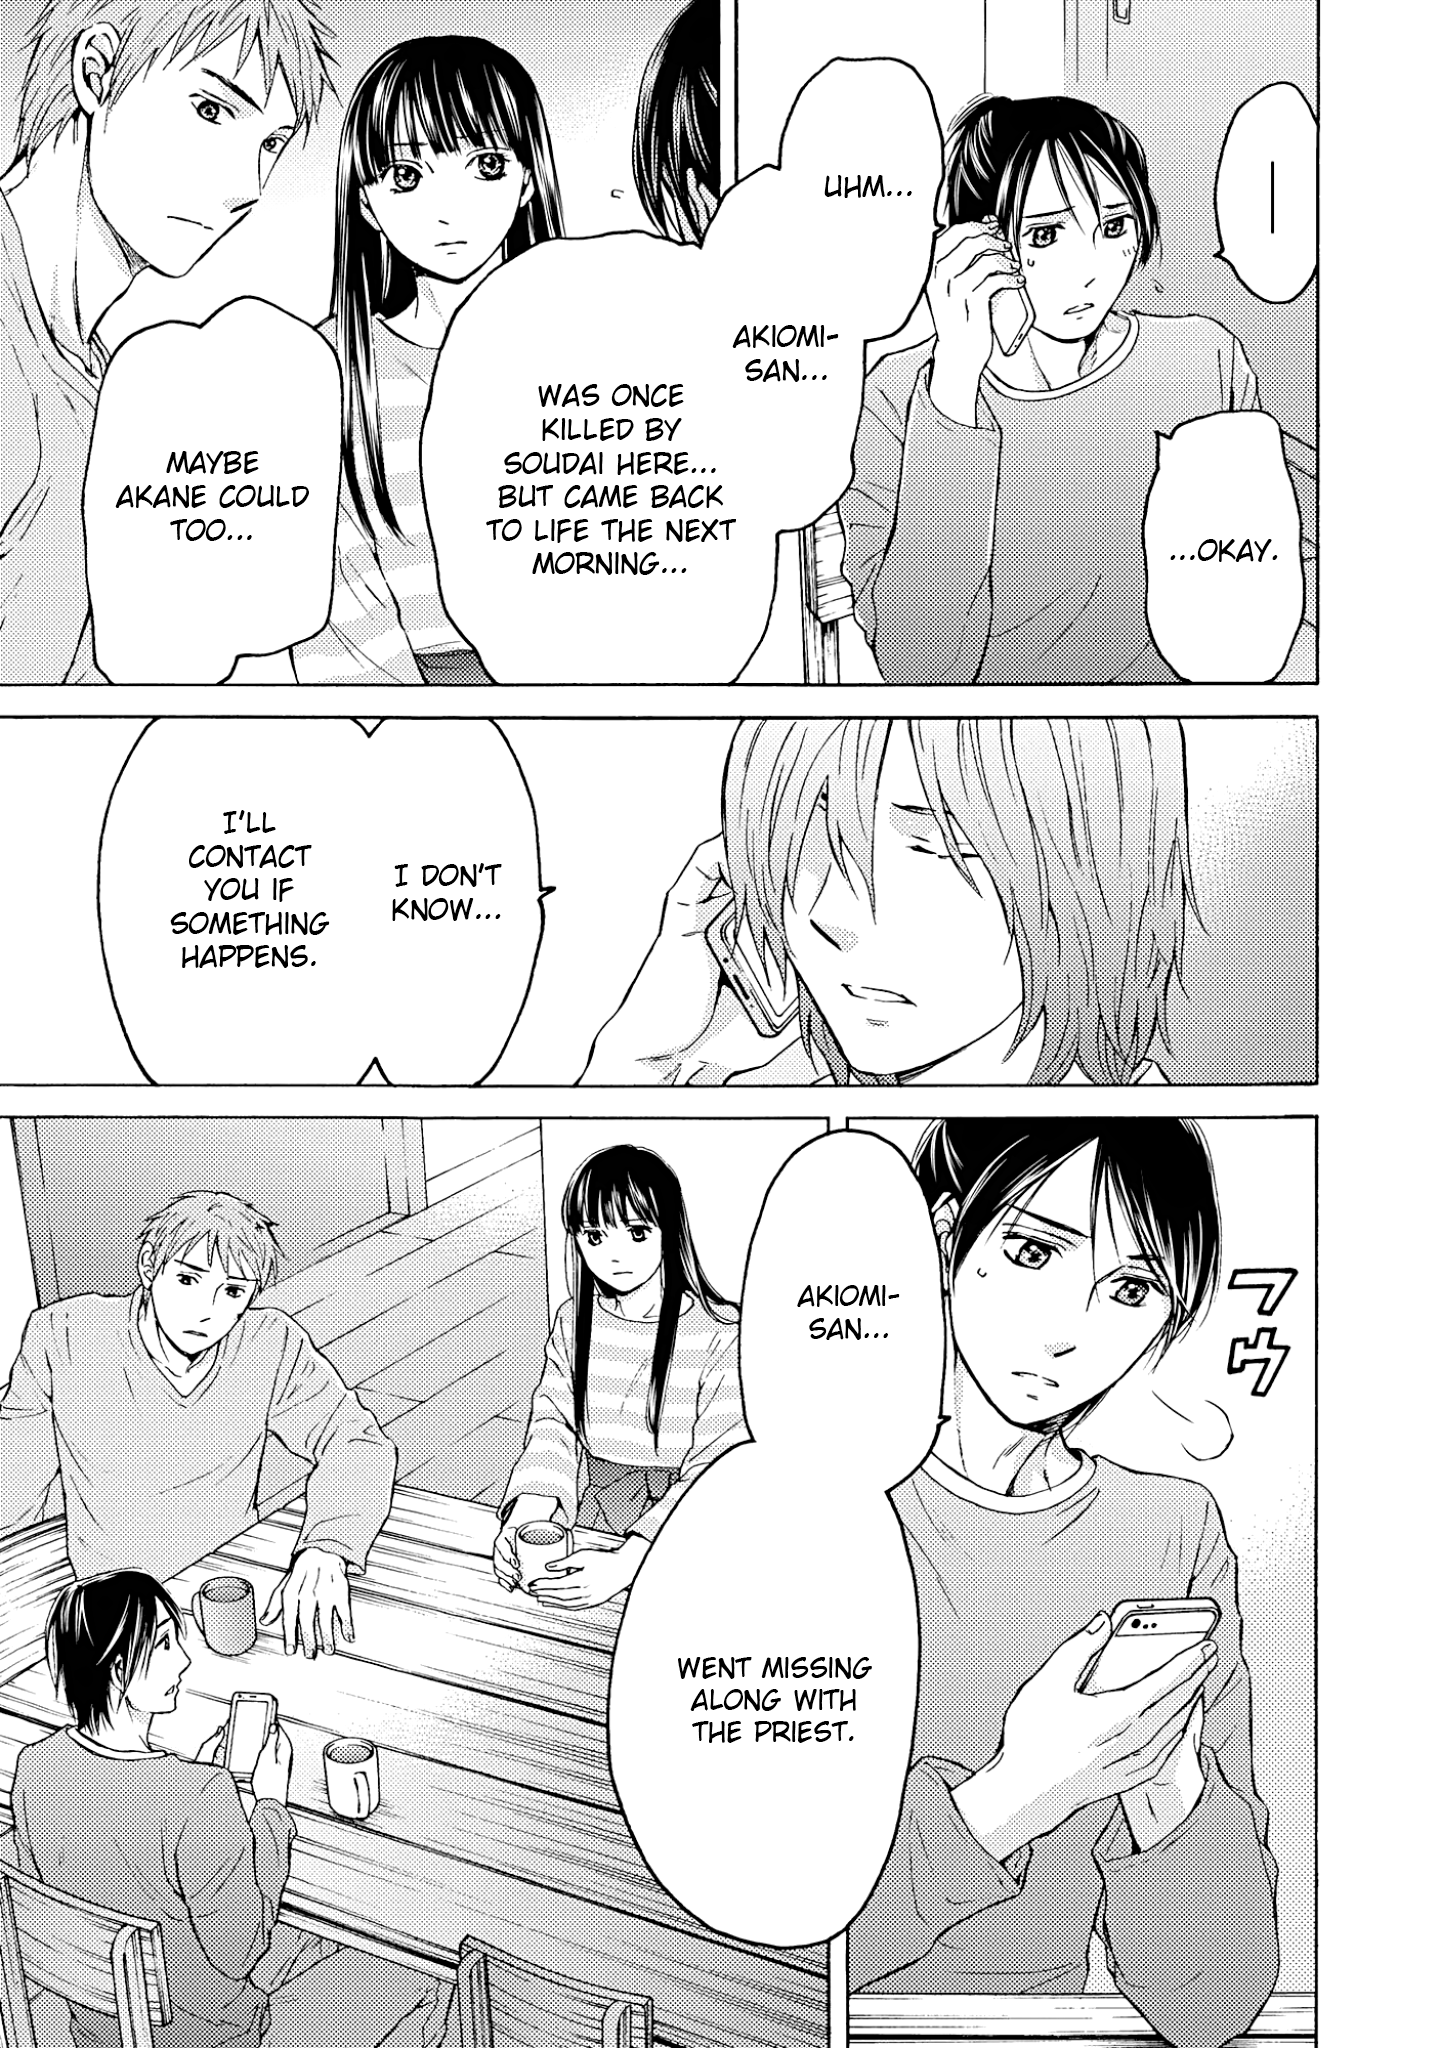 ...OKAY.
UHM...
AKIOMI-
SAN...
WAS ONCE
KILLED BY
SOUDAI HERE...
BUT CAME BACK
TO LIFE THE NEXT
MORNING...
MAYBE
AKANE COULD
TOO...
I DON'T
KNOW...
I'LL
CONTACT
YOU IF
SOMETHING
HAPPENS.
フゥ
AKIOMI-
SAN...
WENT MISSING
ALONG WITH
THE PRIEST.